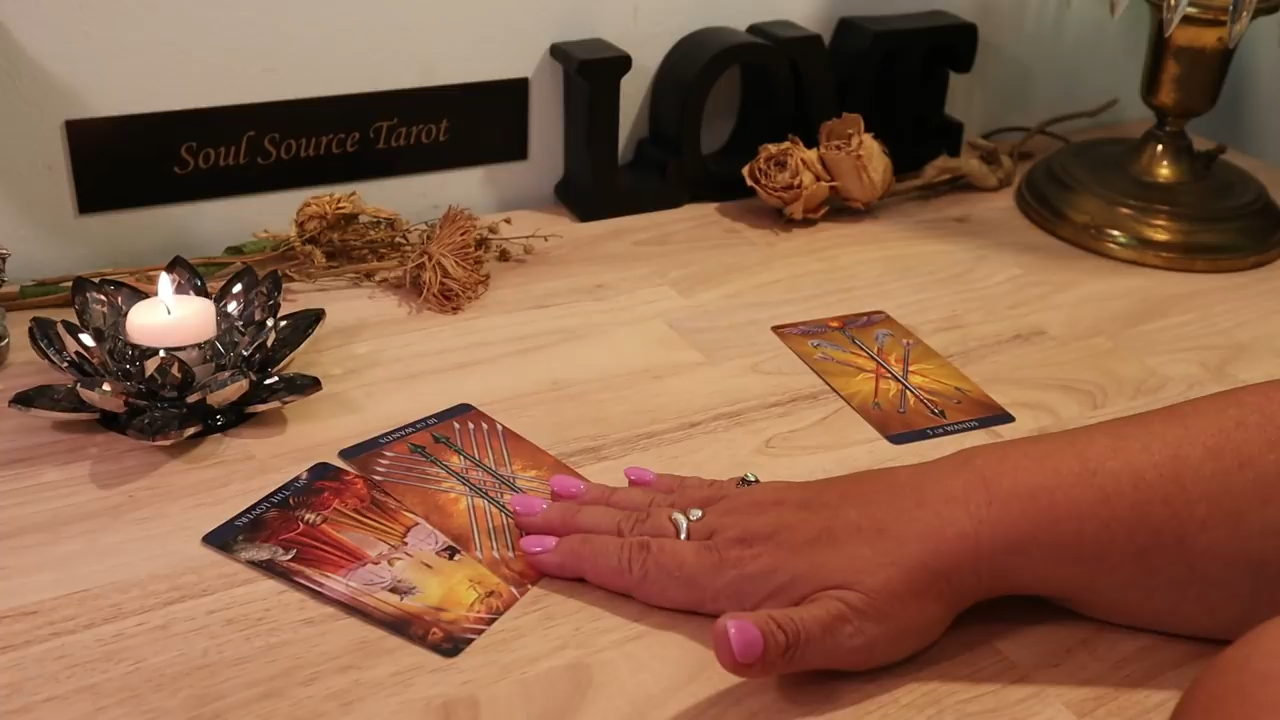 Soul Source Tarot
LOVE
10 OF WANDS
VI - THE LOVERS
5 OF WANDS